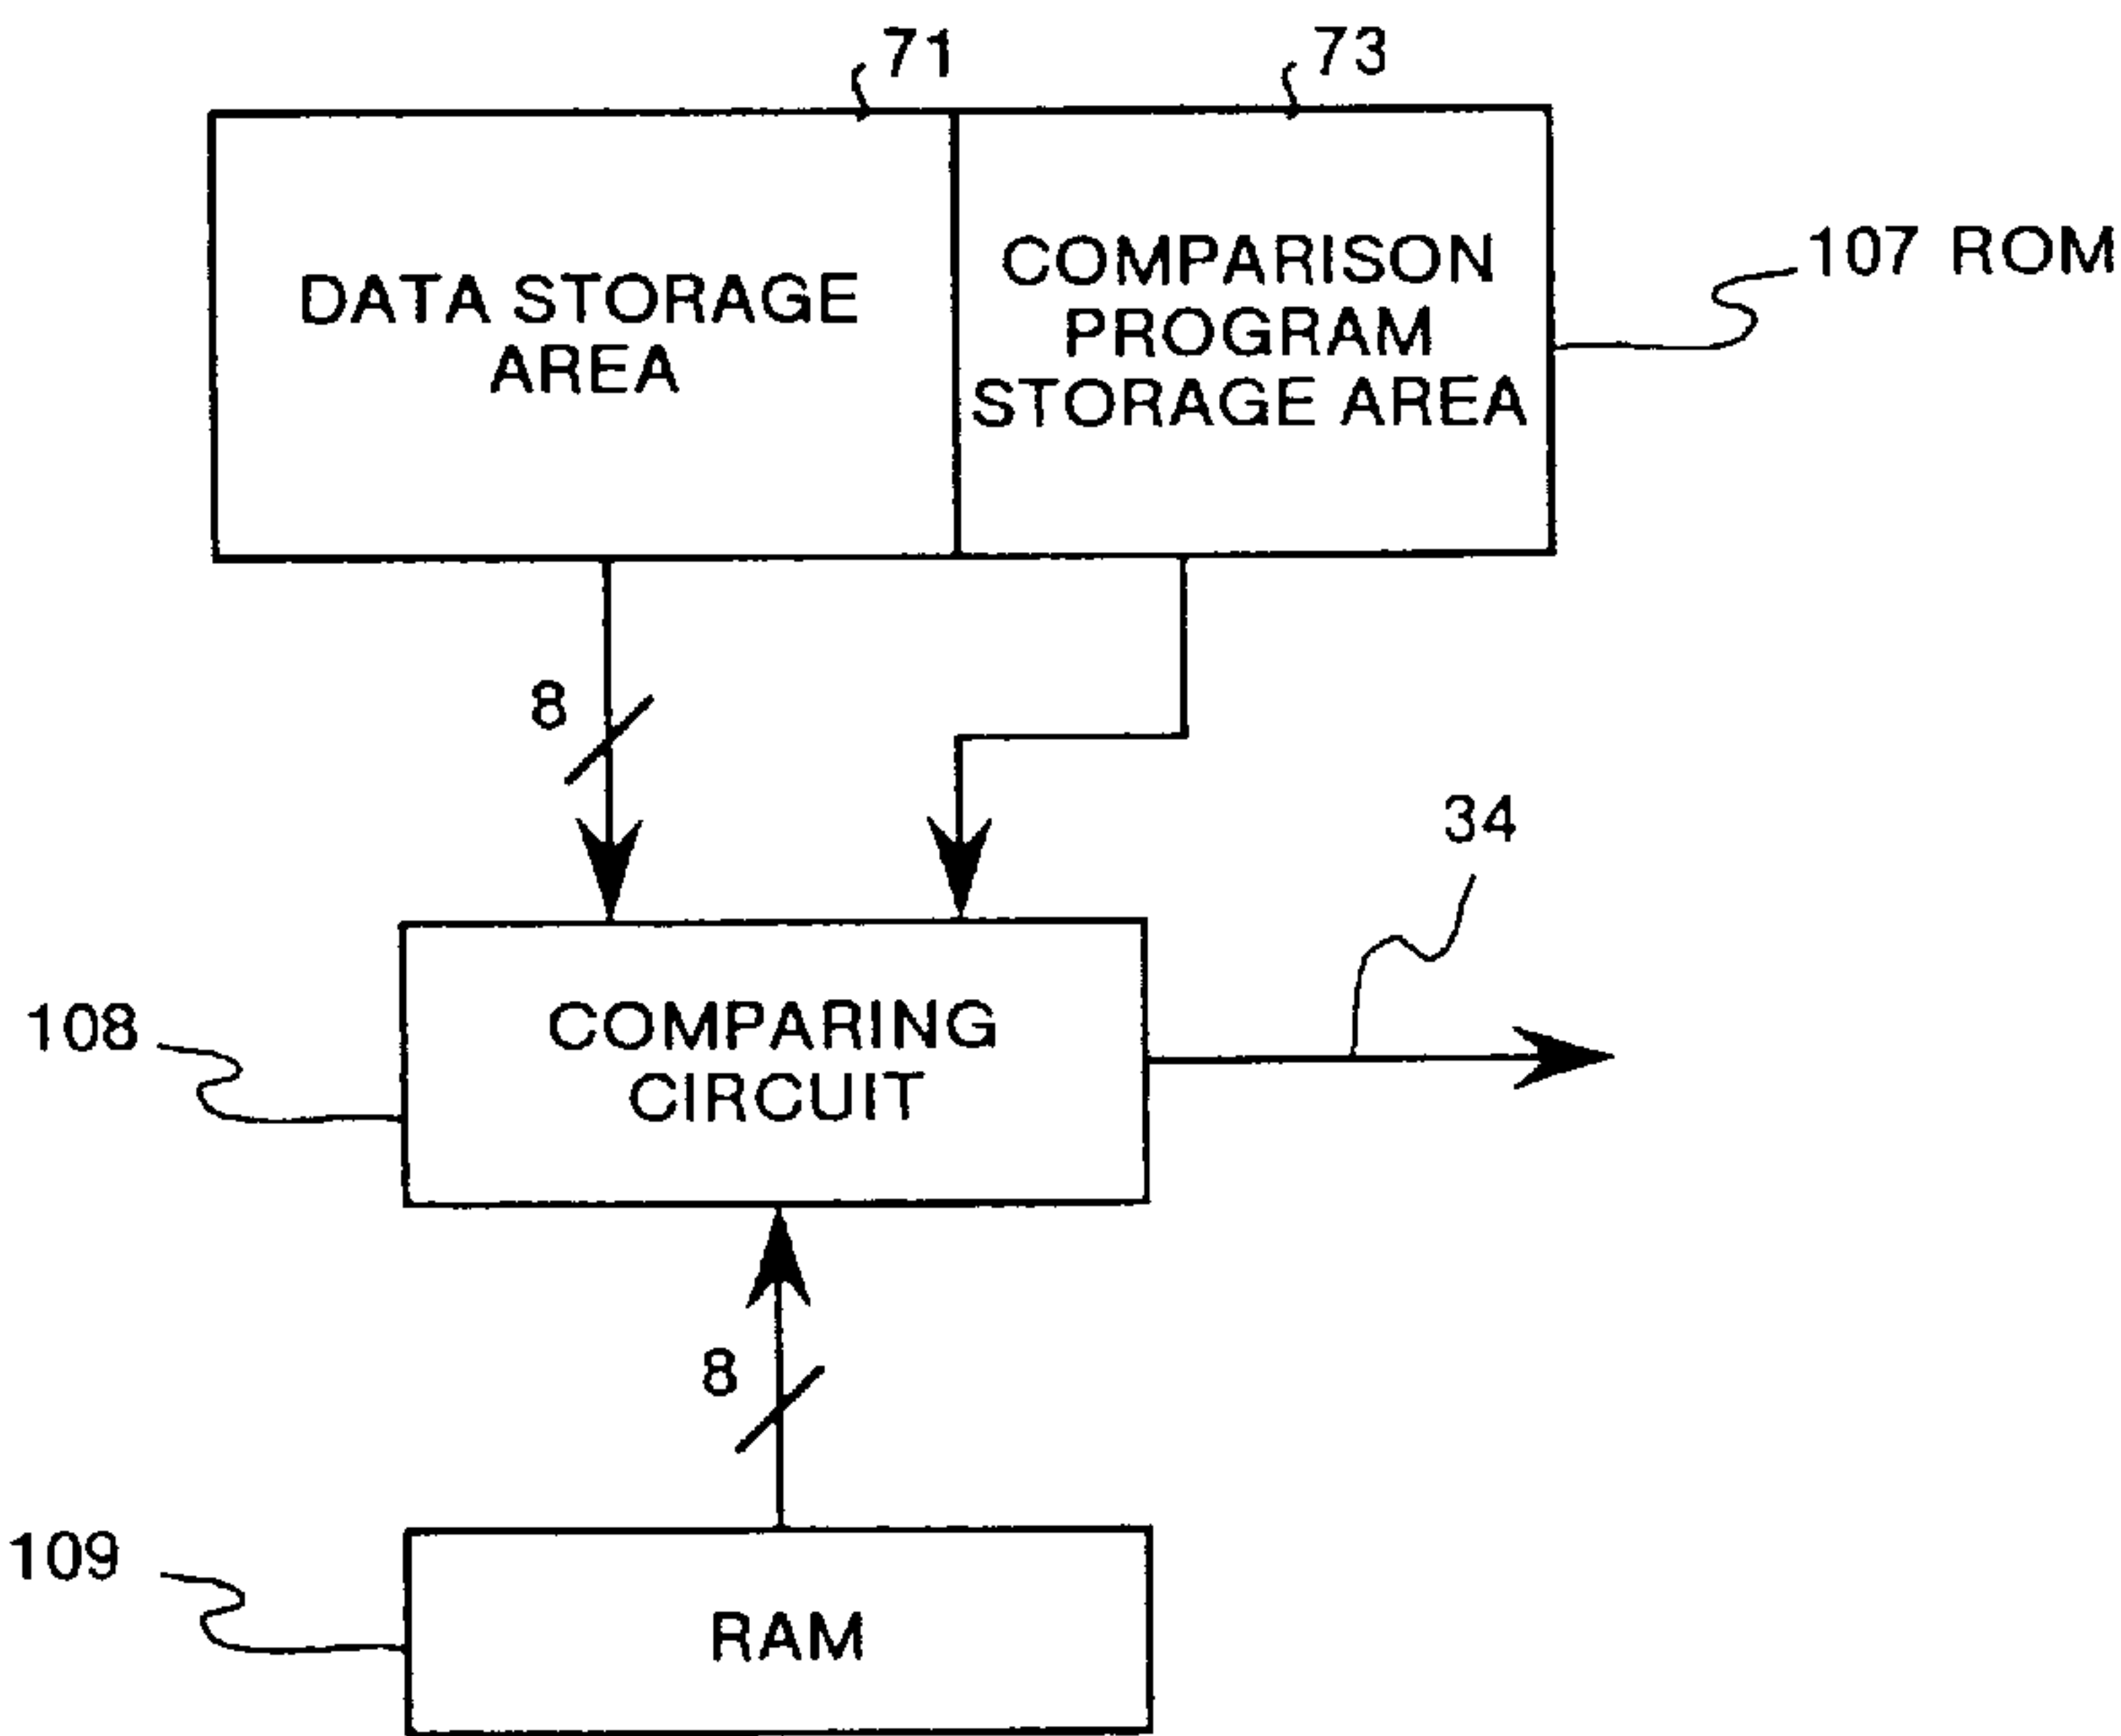 71
73
DATA STORAGE
AREA
COMPARISON
PROGRAM
STORAGE AREA
107 ROM
8
34
108
COMPARING
CIRCUIT
8
109
RAM